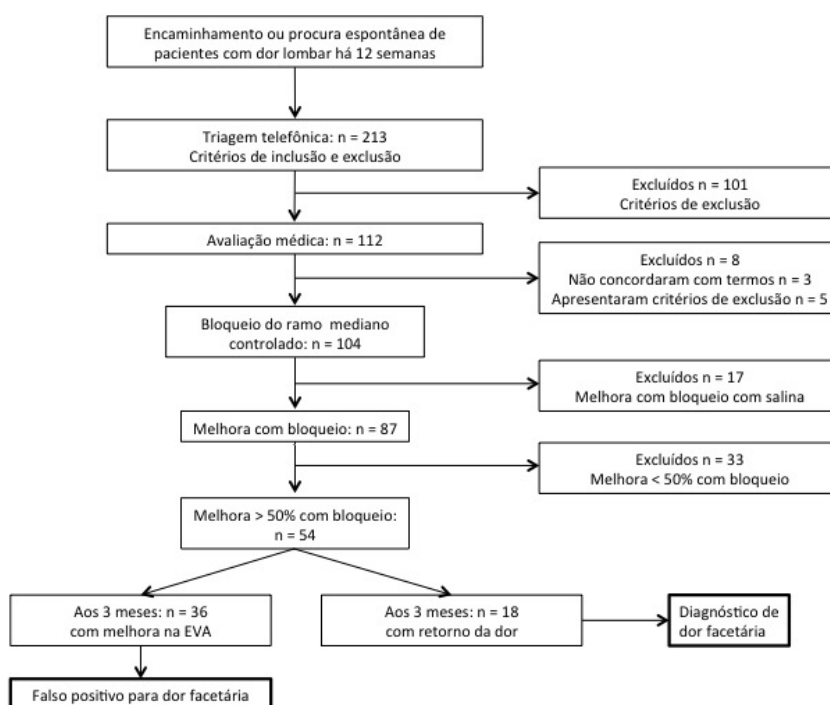 Encaminhamento ou procura espontânea de
pacientes com dor lombar há 12 semanas
Triagem telefônica: n = 213
Critérios de inclusão e exclusão
Excluídos n = 101
Critérios de exclusão
Avaliação médica: n = 112
Excluídos n = 8
Não concordaram com termos n = 3
Apresentaram critérios de exclusão n = 5
Bloqueio do ramo mediano
controlado: n = 104
Excluídos n = 17
Melhora com bloqueio com salina
Melhora com bloqueio: n = 87
Excluídos n = 33
Melhora < 50% com bloqueio
Melhora > 50% com bloqueio:
n = 54
Aos 3 meses: n = 36
com melhora na EVA
Aos 3 meses: n = 18
com retorno da dor
Diagnóstico de
dor facetária
Falso positivo para dor facetária